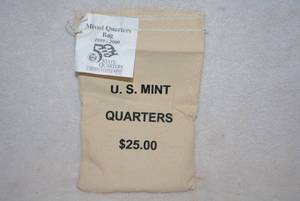 Mixed Quarters
Bag
1999 - 2000
50
STATE
QUARTERS
U. S. MINT
QUARTERS
$25.00